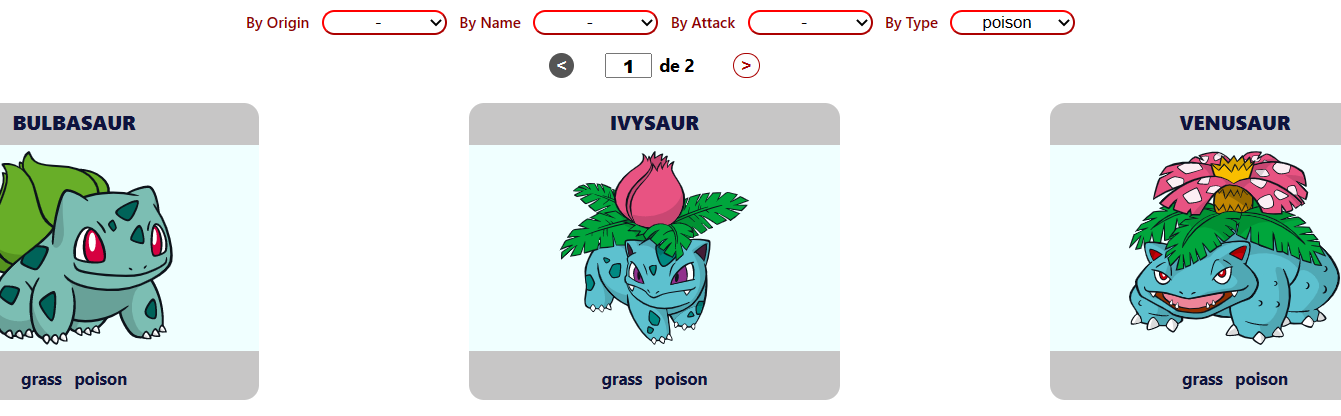 By Origin - By Name - By Attack - By Type poison
< 1 de 2 >
BULBASAUR IVYSAUR VENUSAUR
grass poison grass poison grass poison